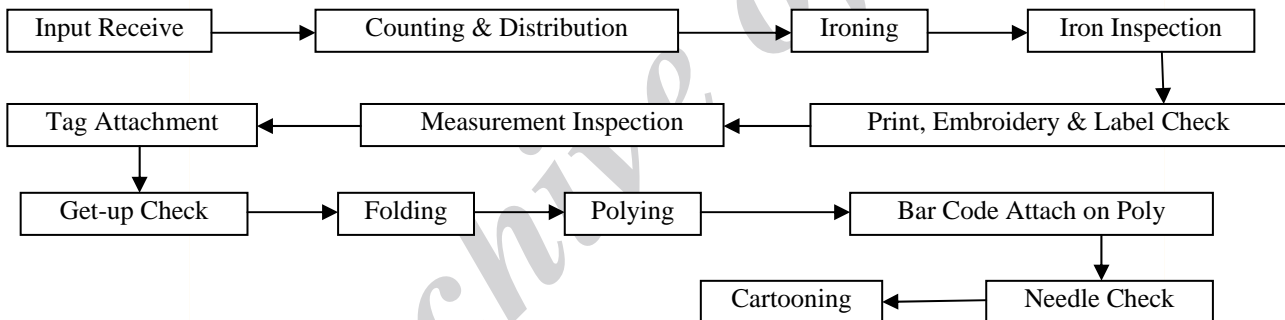 Input Receive
Counting & Distribution
Ironing
Iron Inspection
Print, Embroidery & Label Check
Measurement Inspection
Tag Attachment
Get-up Check
Folding
Polying
Bar Code Attach on Poly
Needle Check
Cartooning